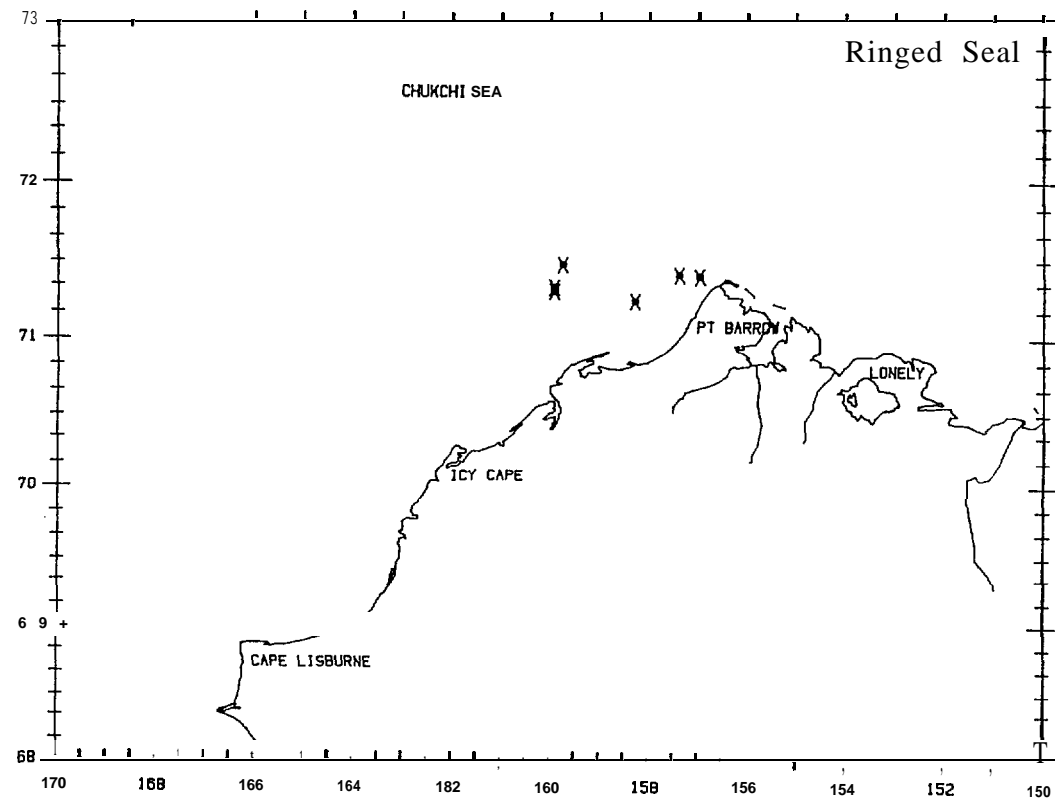 73
Ringed Seal
CHUKCHI SEA
72
71
PT BARROW
LONELY
ICY CAPE
70
6 9 +
CAPE LISBURNE
68
170 168 166 164 182 160 158 156 154 152 150